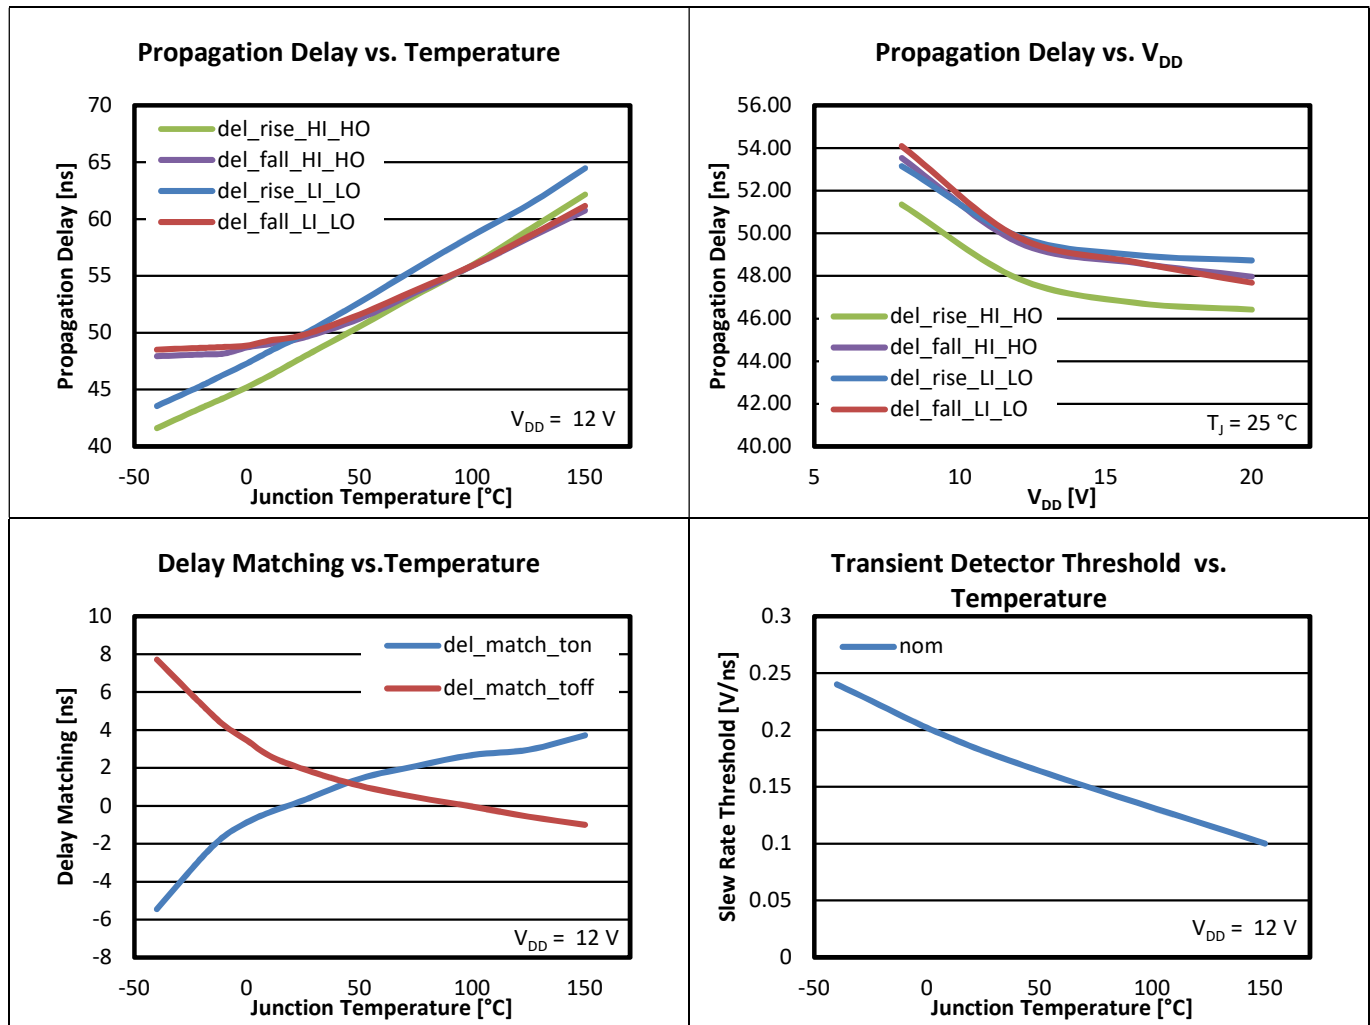 Propagation Delay vs. Temperature
Propagation Delay [ns]
70
65
60
55
50
45
40
del_rise_HI_HO
del_fall_HI_HO
del_rise_LI_LO
del_fall_LI_LO
VDD = 12 V
-50
0
50
100
150
Junction Temperature [°C]
Propagation Delay vs. VDD
Propagation Delay [ns]
56.00
54.00
52.00
50.00
48.00
46.00
44.00
42.00
40.00
del_rise_HI_HO
del_fall_HI_HO
del_rise_LI_LO
del_fall_LI_LO
TJ = 25 °C
5
10
15
20
VDD [V]
Delay Matching vs.Temperature
Delay Matching [ns]
10
8
6
4
2
0
-2
-4
-6
-8
del_match_ton
del_match_toff
VDD = 12 V
-50
0
50
100
150
Junction Temperature [°C]
Transient Detector Threshold vs.
Temperature
Slew Rate Threshold [V/ns]
0.3
0.25
0.2
0.15
0.1
0.05
0
nom
VDD = 12 V
-50
0
50
100
150
Junction Temperature [°C]